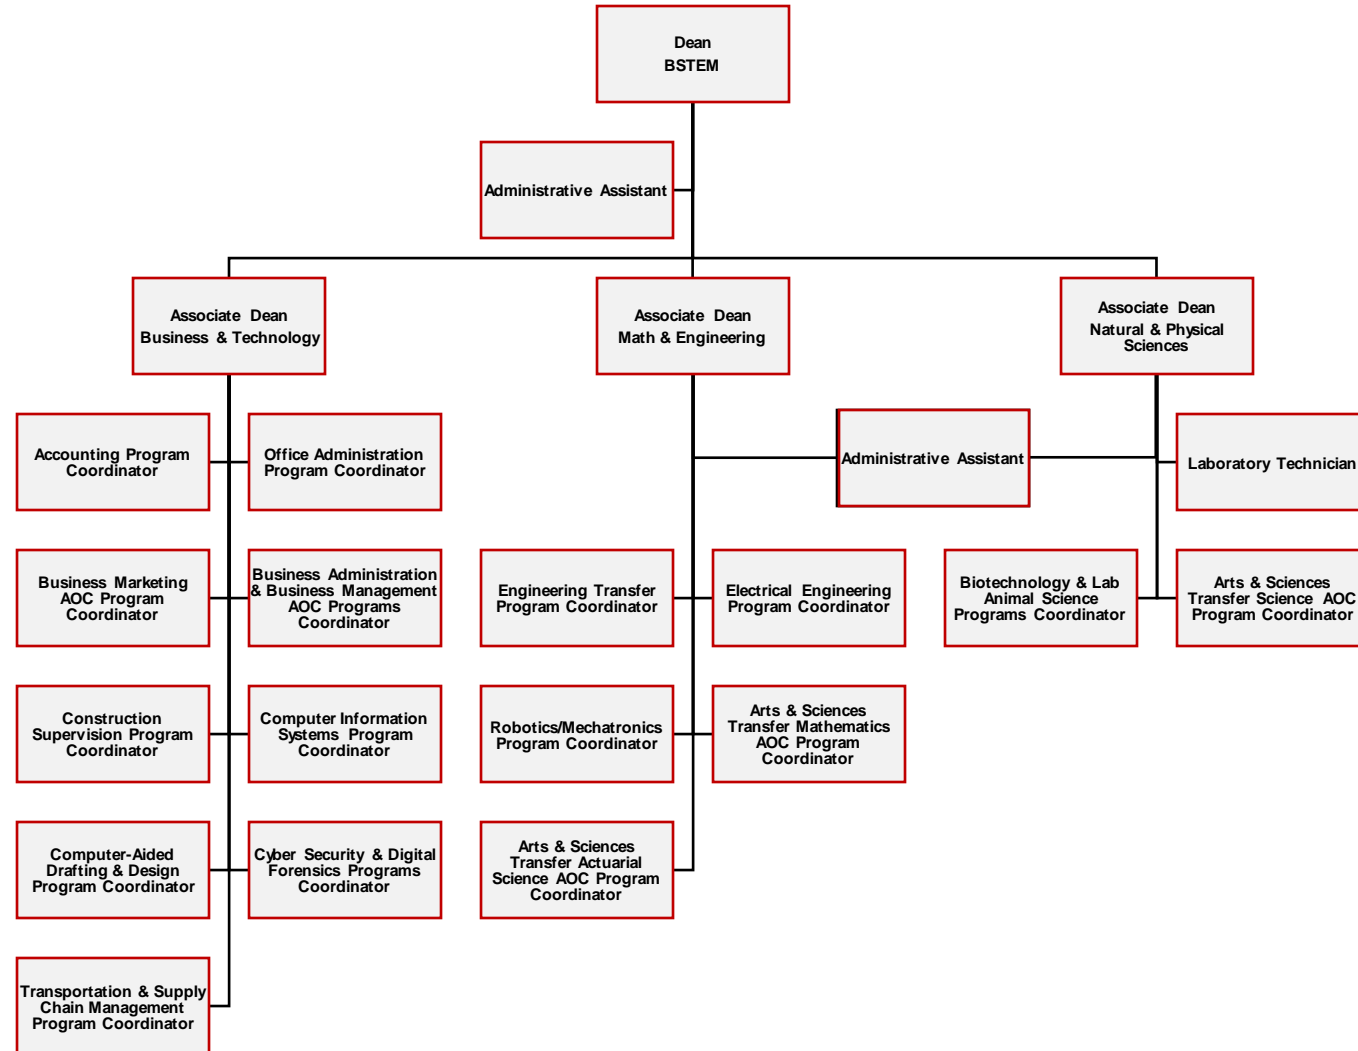 Dean
BSTEM
Administrative Assistant
Associate Dean
Business & Technology
Associate Dean
Math & Engineering
Associate Dean
Natural & Physical
Sciences
Accounting Program
Coordinator
Office Administration
Program Coordinator
Administrative Assistant
Laboratory Technician
Business Marketing
AOC Program
Coordinator
Business Administration
& Business Management
AOC Programs
Coordinator
Engineering Transfer
Program Coordinator
Electrical Engineering
Program Coordinator
Biotechnology & Lab
Animal Science
Programs Coordinator
Arts & Sciences
Transfer Science AOC
Program Coordinator
Construction
Supervision Program
Coordinator
Computer Information
Systems Program
Coordinator
Robotics/Mechatronics
Program Coordinator
Arts & Sciences
Transfer Mathematics
AOC Program
Coordinator
Computer-Aided
Drafting & Design
Program Coordinator
Cyber Security & Digital
Forensics Programs
Coordinator
Arts & Sciences
Transfer Actuarial
Science AOC Program
Coordinator
Transportation & Supply
Chain Management
Program Coordinator